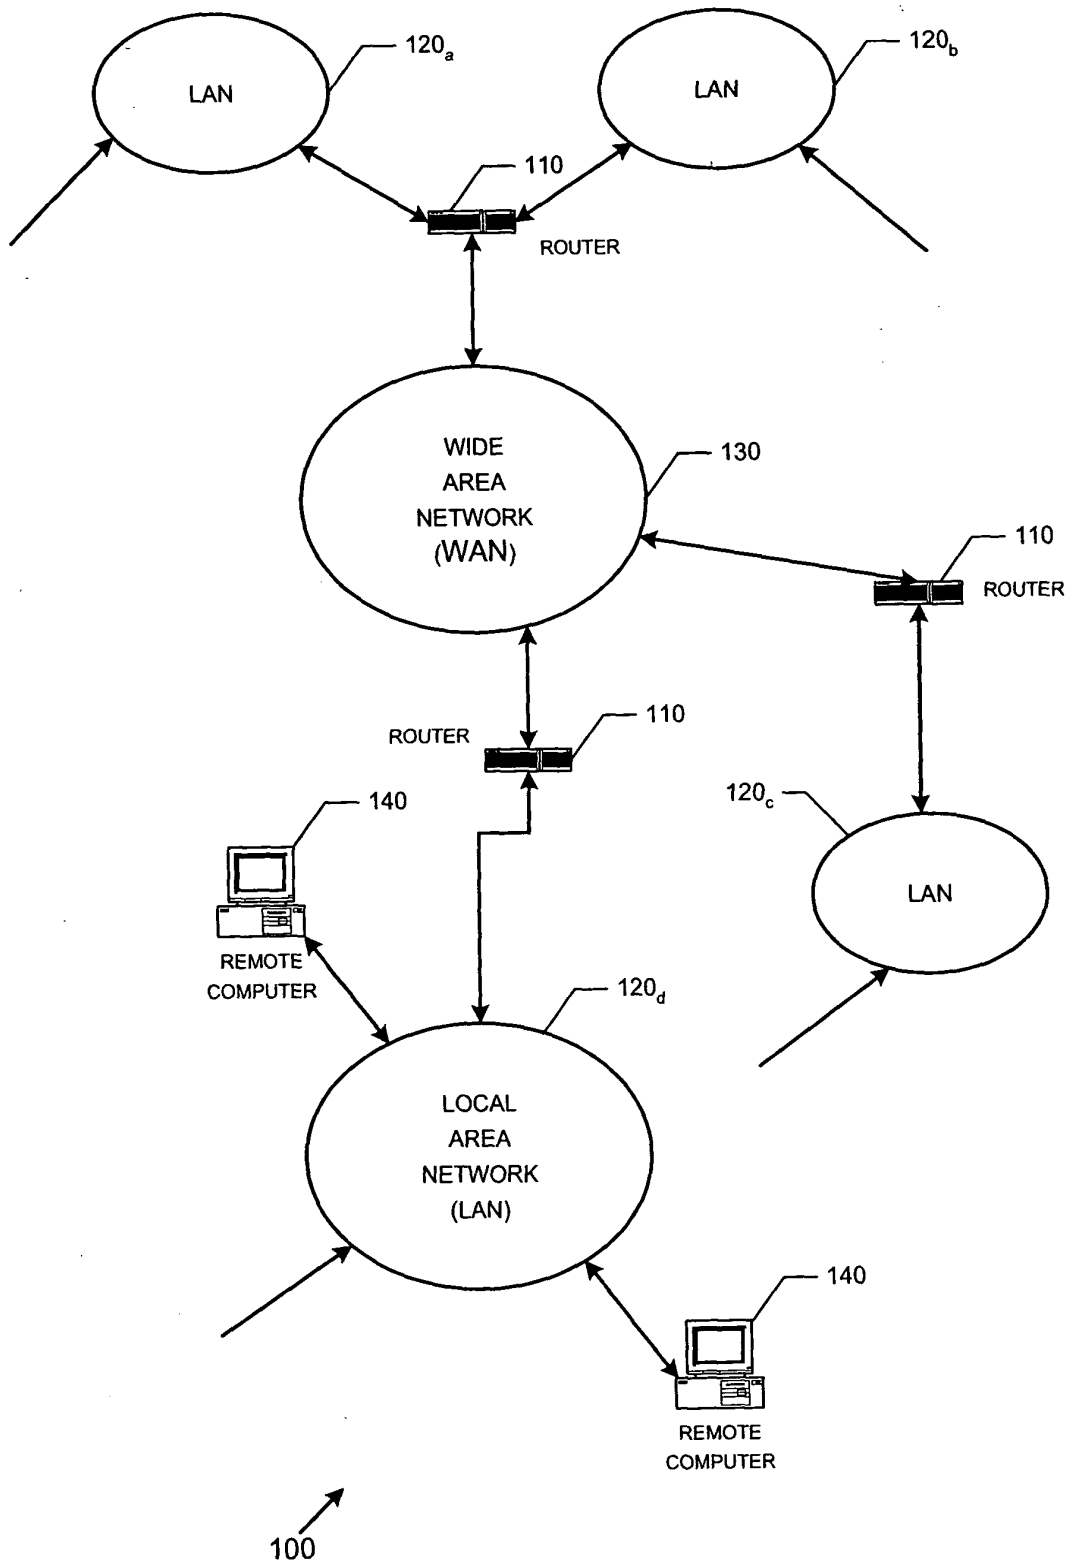 120a
120b
LAN
LAN
110
ROUTER
WIDE
AREA
NETWORK
(WAN)
130
110
ROUTER
ROUTER
110
140
120c
LAN
REMOTE
COMPUTER
120d
LOCAL
AREA
NETWORK
(LAN)
140
REMOTE
COMPUTER
100